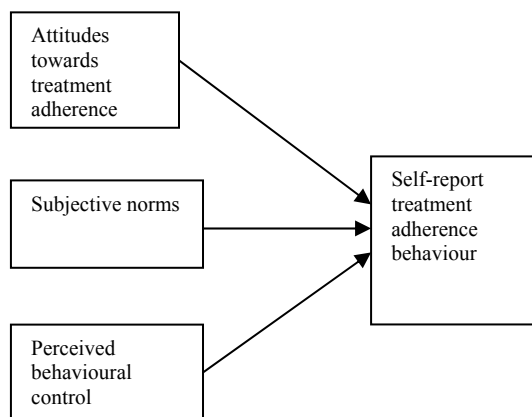 Attitudes
towards
treatment
adherence
Subjective norms
Self-report
treatment
adherence
behaviour
Perceived
behavioural
control